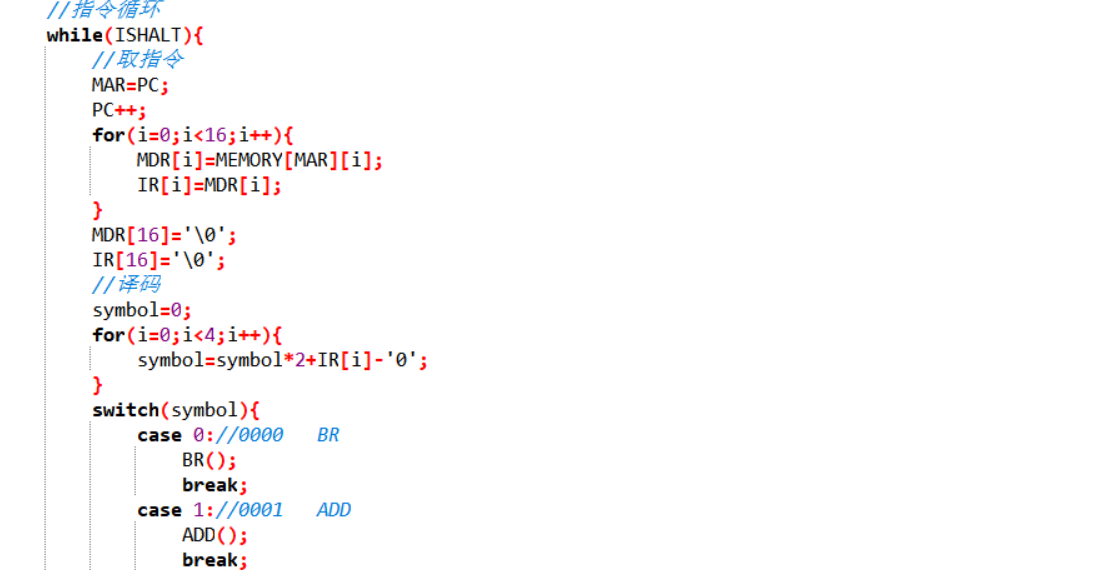 //指令循环
while(ISHALT){
//取指令
MAR=PC;
PC++;
for(i=0;i<16;i++){
MDR[i]=MEMORY[MAR][i];
IR[i]=MDR[i];
}
MDR[16]='\0';
IR[16]='\0';
//译码
symbol=0;
for(i=0;i<4;i++){
symbol=symbol*2+IR[i]-'0';
}
switch(symbol){
case 0://0000   BR
BR();
break;
case 1://0001   ADD
ADD();
break;